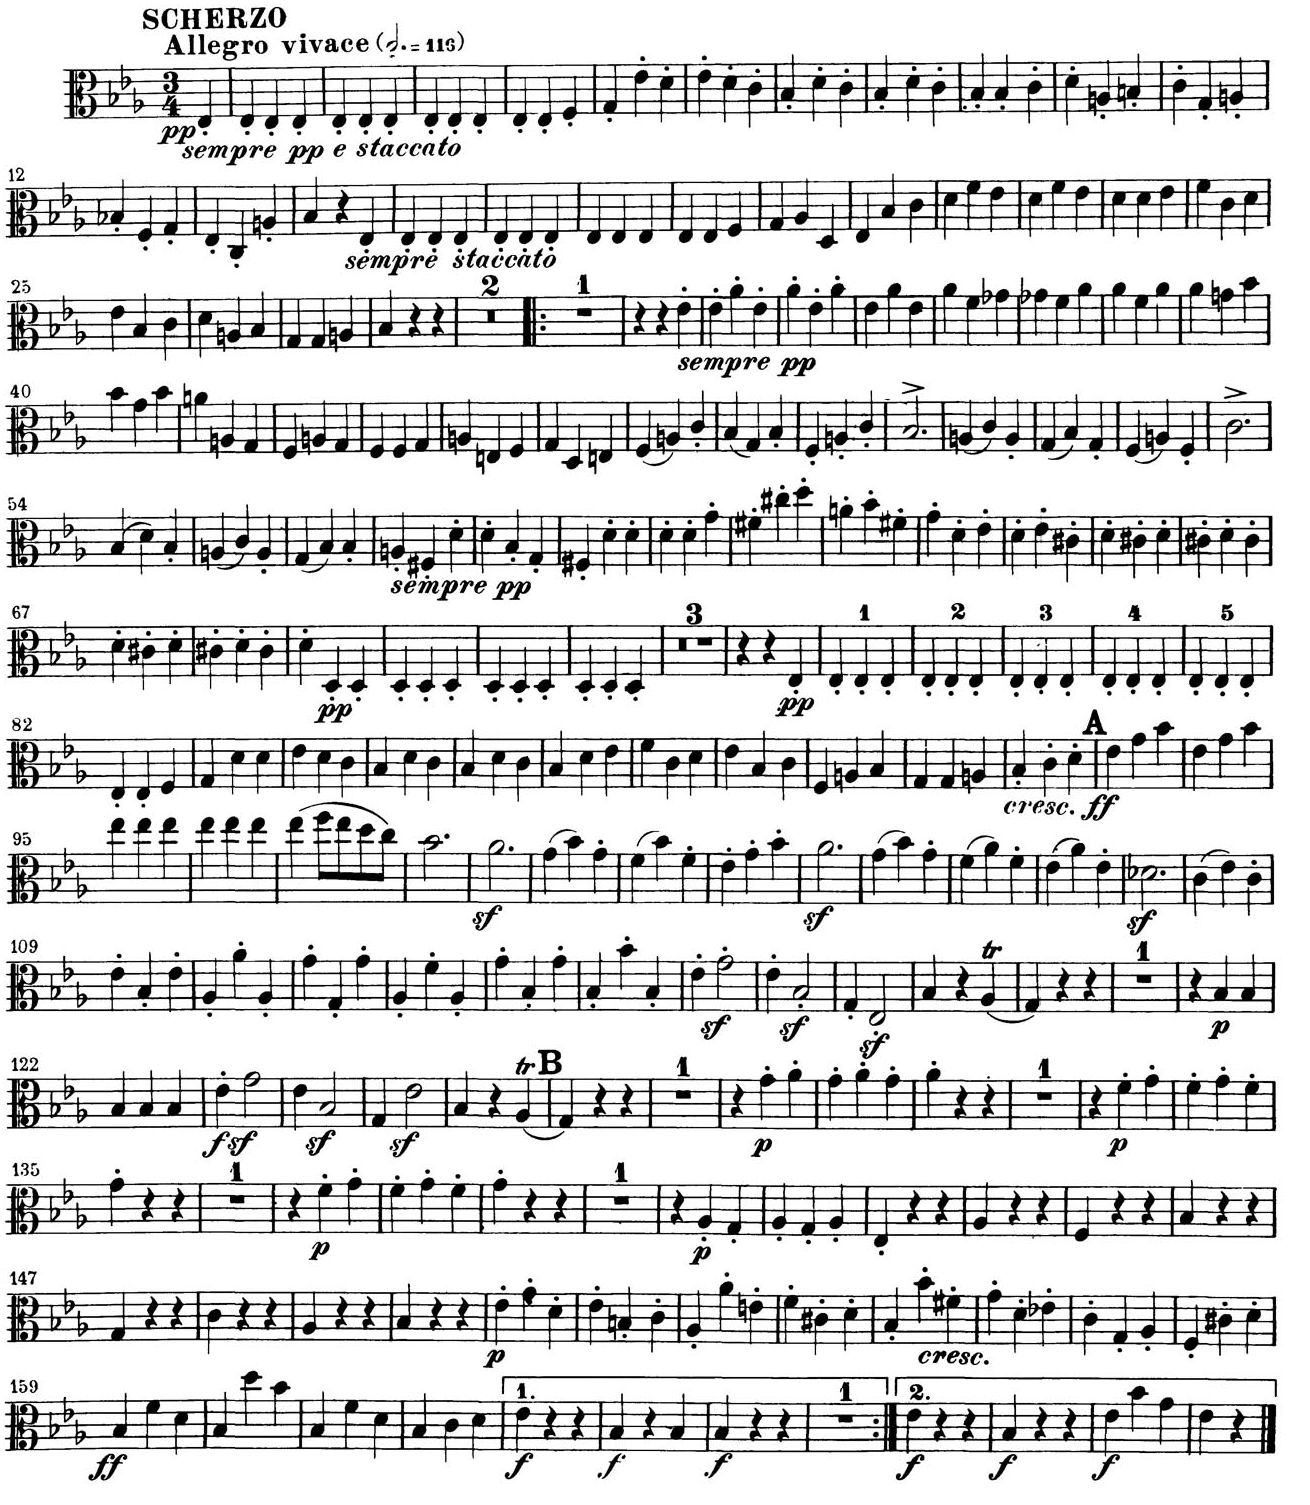 SCHERZO
Allegro vivace (𝅗𝅥. = 116)
3
4
pp
sempre pp e staccato
12
sempre staccato
25 2 1
sempre pp
40
54
sempre pp
67 3 1 2 3 4 5
pp pp
82 A
cresc. ff
95
sf sf sf
109 tr 1
sf sf sf p
122 tr B 1 1
f sf sf sf p p
135 1 1
p p
147
p cresc.
159 1. 1 2.
ff f f f f f f